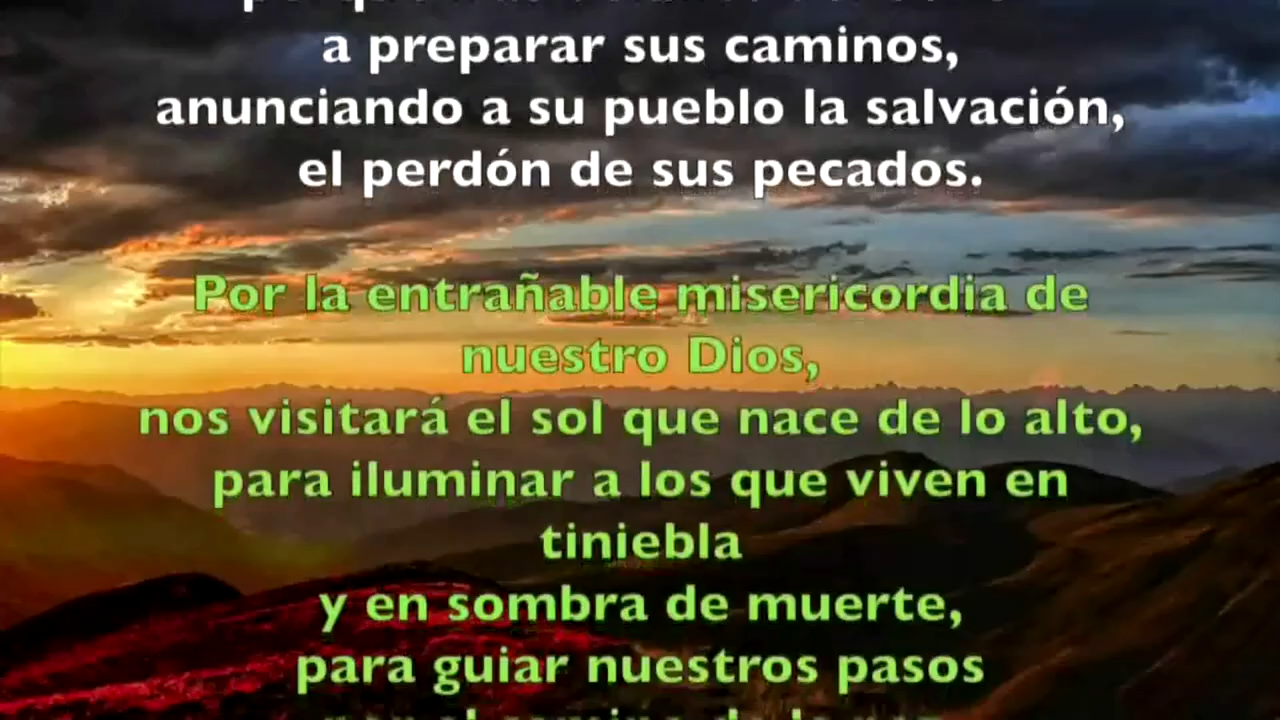 a preparar sus caminos,
anunciando a su pueblo la salvación,
el perdón de sus pecados.
Por la entrañable misericordia de
nuestro Dios,
nos visitará el sol que nace de lo alto,
para iluminar a los que viven en
tiniebla
y en sombra de muerte,
para guiar nuestros pasos